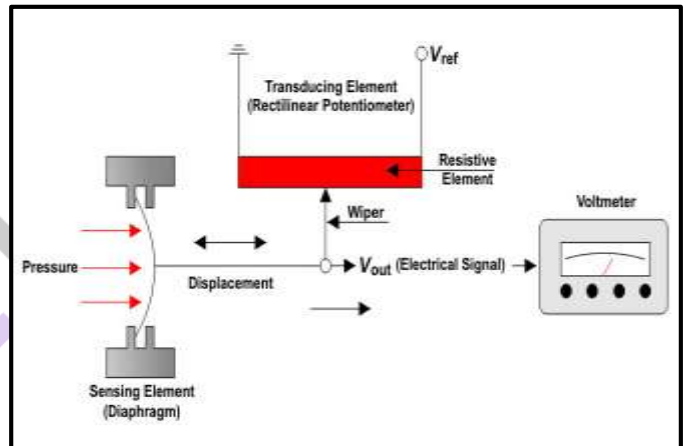 Vref
Transducing Element
(Rectilinear Potentiometer)
Resistive
Element
Voltmeter
Wiper
Pressure
Vout (Electrical Signal)
Displacement
Sensing Element
(Diaphragm)